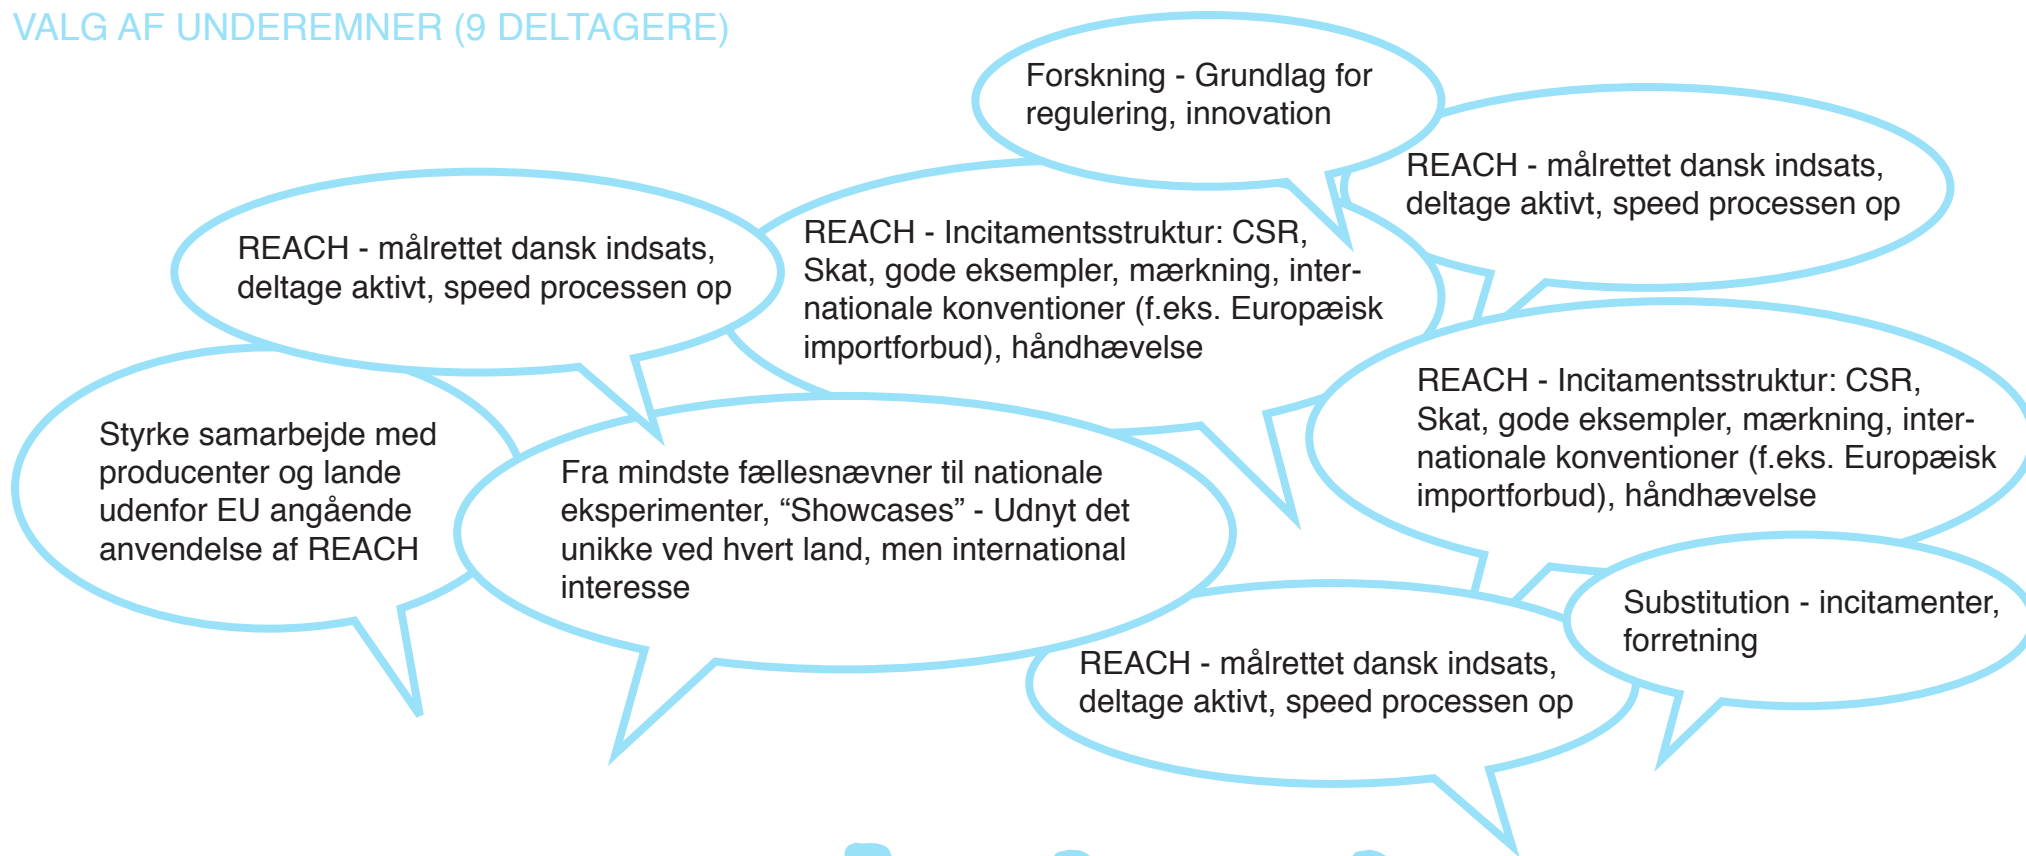 VALG AF UNDEREMNER (9 DELTAGERE)
Forskning - Grundlag for
regulering, innovation
REACH - målrettet dansk indsats,
deltage aktivt, speed processen op
REACH - målrettet dansk indsats,
deltage aktivt, speed processen op
REACH - Incitamentsstruktur: CSR,
Skat, gode eksempler, mærkning, inter-
nationale konventioner (f.eks. Europæisk
importforbud), håndhævelse
REACH - Incitamentsstruktur: CSR,
Skat, gode eksempler, mærkning, inter-
nationale konventioner (f.eks. Europæisk
importforbud), håndhævelse
Styrke samarbejde med
producenter og lande
udenfor EU angående
anvendelse af REACH
Fra mindste fællesnævner til nationale
eksperimenter, “Showcases” - Udnyt det
unikke ved hvert land, men international
interesse
Substitution - incitamenter,
forretning
REACH - målrettet dansk indsats,
deltage aktivt, speed processen op